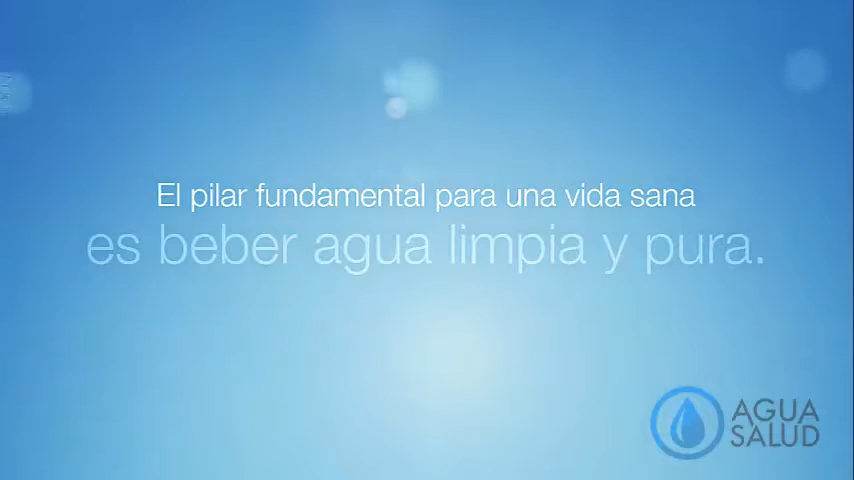 El pilar fundamental para una vida sana
es beber agua limpia y pura.
AGUA
SALUD